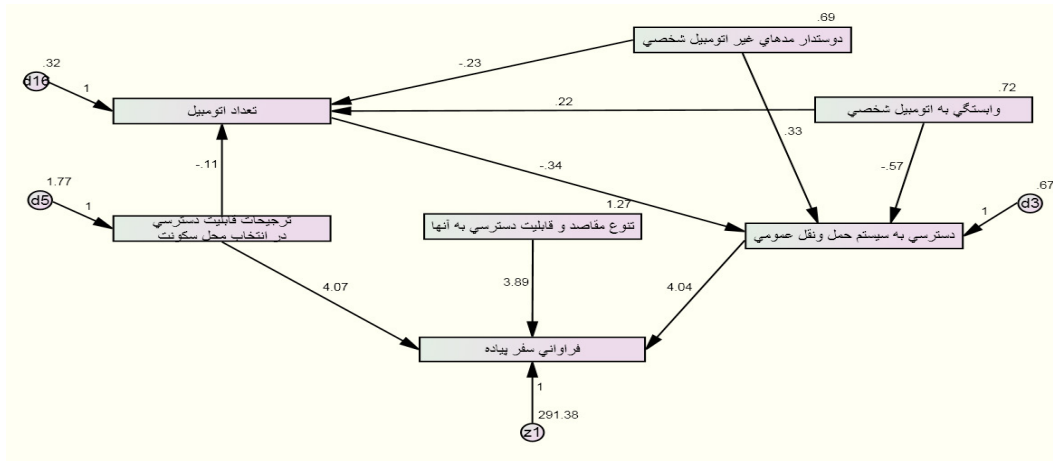 .69
دوستدار مدهاي غير اتومبيل شخصي
.32
d16
1
-.23
.72
تعداد اتومبيل
.22
وابستگي به اتومبيل شخصي
.33
-.11
-.34
-.57
1.77
d5
1
ترجيحات قابليت دسترسي
در انتخاب محل سكونت
1.27
تنوع مقاصد و قابليت دسترسي به آنها
.67
d3
1
دسترسي به سيستم حمل ونقل عمومي
4.07
3.89
4.04
فراواني سفر پياده
1
291.38
z1